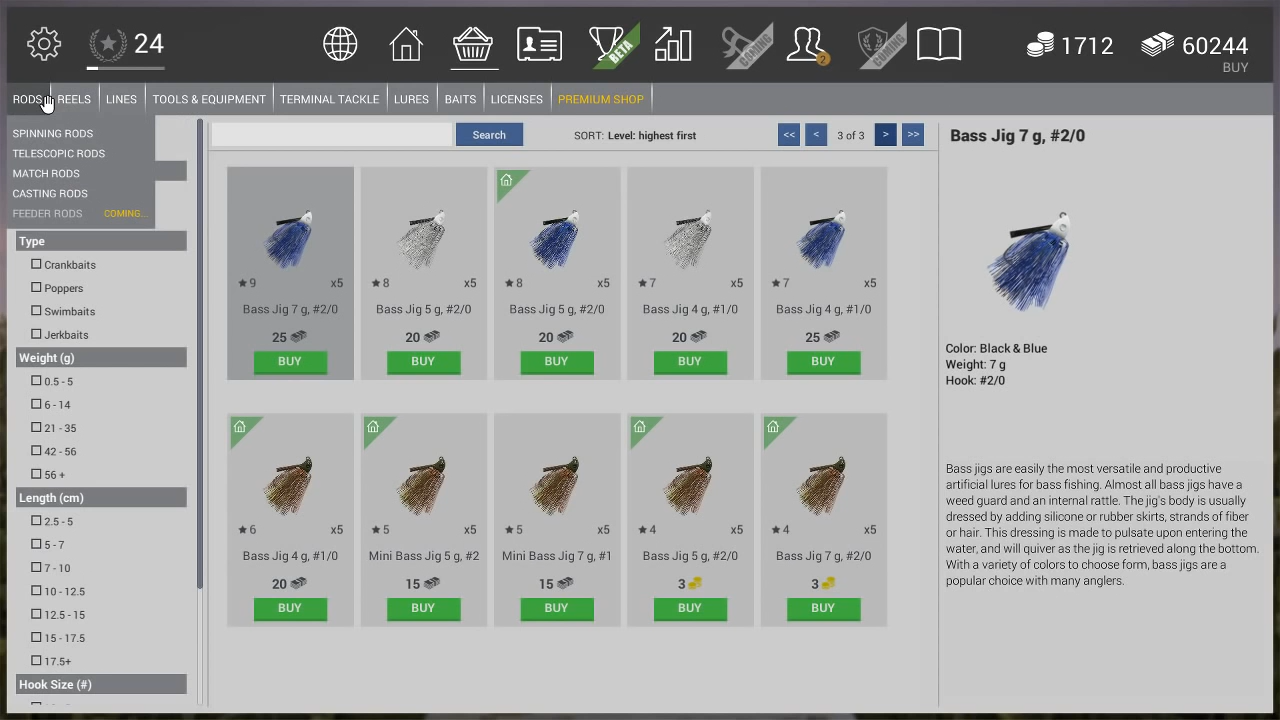 24
BETA
COMING
2
COMING
1712
60244
BUY
RODS
REELS
LINES
TOOLS & EQUIPMENT
TERMINAL TACKLE
LURES
BAITS
LICENSES
PREMIUM SHOP
SPINNING RODS
TELESCOPIC RODS
MATCH RODS
CASTING RODS
FEEDER RODS COMING...
Type
Crankbaits
Poppers
Swimbaits
Jerkbaits
Weight (g)
0.5 - 5
6 - 14
21 - 35
42 - 56
56 +
Length (cm)
2.5 - 5
5 - 7
7 - 10
10 - 12.5
12.5 - 15
15 - 17.5
17.5+
Hook Size (#)
Search
SORT: Level: highest first
<<
<
3 of 3
>
>>
9 x5
Bass Jig 7 g, #2/0
25
BUY
8 x5
Bass Jig 5 g, #2/0
20
BUY
8 x5
Bass Jig 5 g, #2/0
20
BUY
7 x5
Bass Jig 4 g, #1/0
20
BUY
7 x5
Bass Jig 4 g, #1/0
25
BUY
6 x5
Bass Jig 4 g, #1/0
20
BUY
5 x5
Mini Bass Jig 5 g, #2
15
BUY
5 x5
Mini Bass Jig 7 g, #1
15
BUY
4 x5
Bass Jig 5 g, #2/0
3
BUY
4 x5
Bass Jig 7 g, #2/0
3
BUY
Bass Jig 7 g, #2/0
Color: Black & Blue
Weight: 7 g
Hook: #2/0
Bass jigs are easily the most versatile and productive
artificial lures for bass fishing. Almost all bass jigs have a
weed guard and an internal rattle. The jig's body is usually
dressed by adding silicone or rubber skirts, strands of fiber
or hair. This dressing is made to pulsate upon entering the
water, and will quiver as the jig is retrieved along the bottom.
With a variety of colors to choose form, bass jigs are a
popular choice with many anglers.